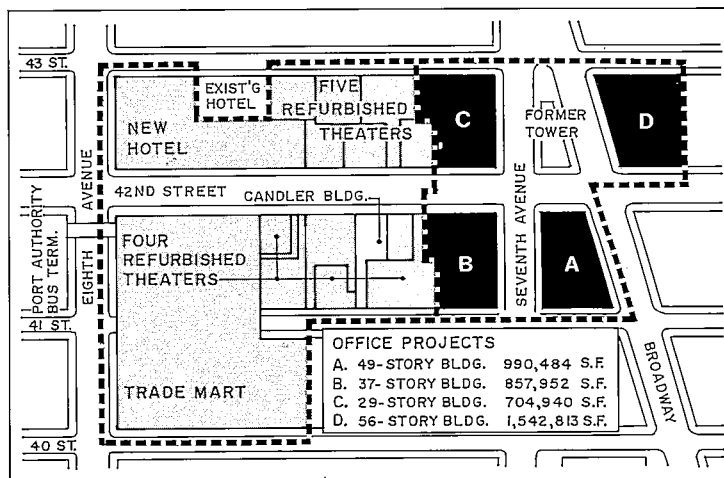 43 ST.
EXIST'G
HOTEL
FIVE
REFURBISHED
THEATERS
NEW
HOTEL
C
FORMER
TOWER
D
42ND STREET
CANDLER BLDG.
PORT AUTHORITY
BUS TERM.
EIGHTH AVENUE
FOUR
REFURBISHED
THEATERS
B
SEVENTH AVENUE
A
41 ST.
TRADE MART
OFFICE PROJECTS
A. 49-STORY BLDG. 990,484 S.F.
B. 37-STORY BLDG. 857,952 S.F.
C. 29-STORY BLDG. 704,940 S.F.
D. 56-STORY BLDG. 1,542,813 S.F.
BROADWAY
40 ST.